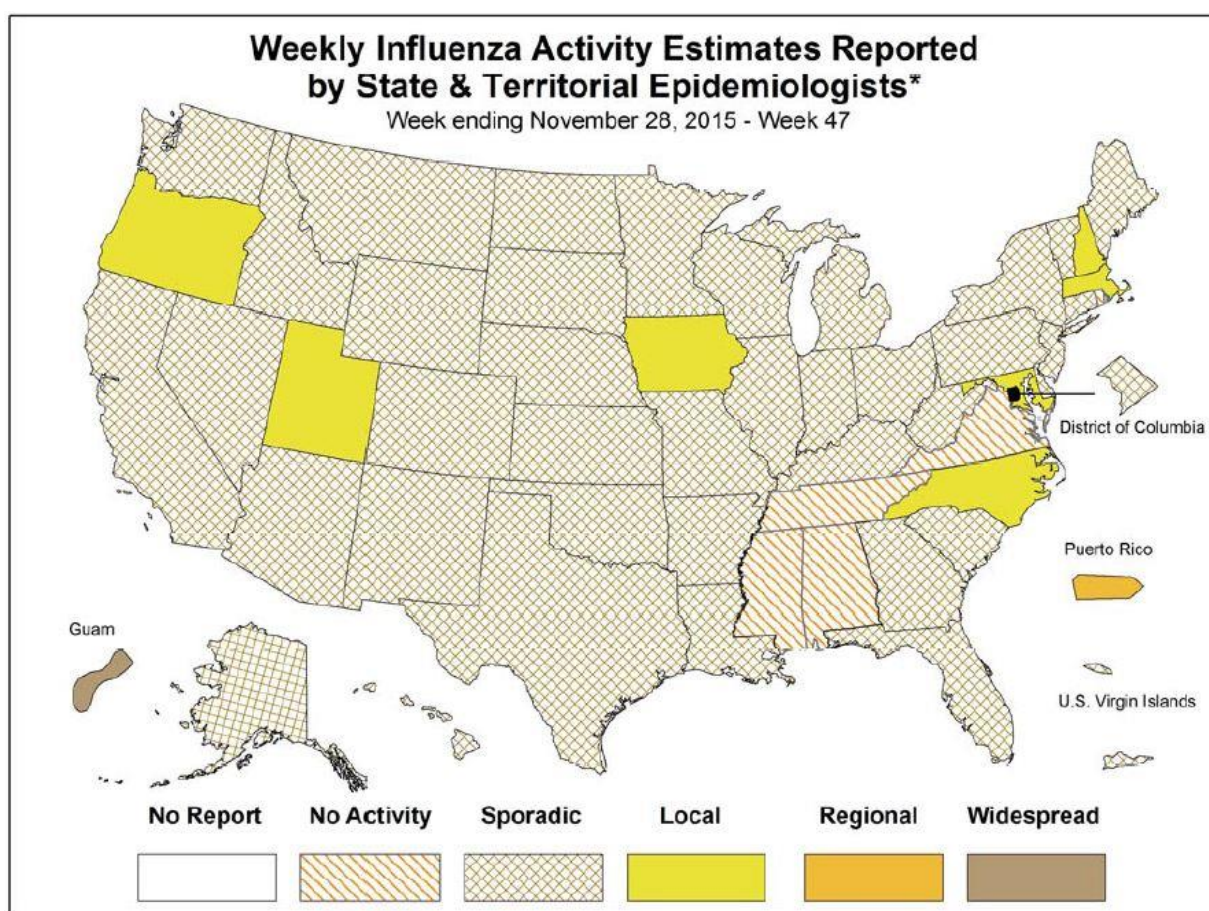 Weekly Influenza Activity Estimates Reported
by State & Territorial Epidemiologists*
Week ending November 28, 2015 - Week 47
District of Columbia
Puerto Rico
Guam
U.S. Virgin Islands
No Report No Activity Sporadic Local Regional Widespread